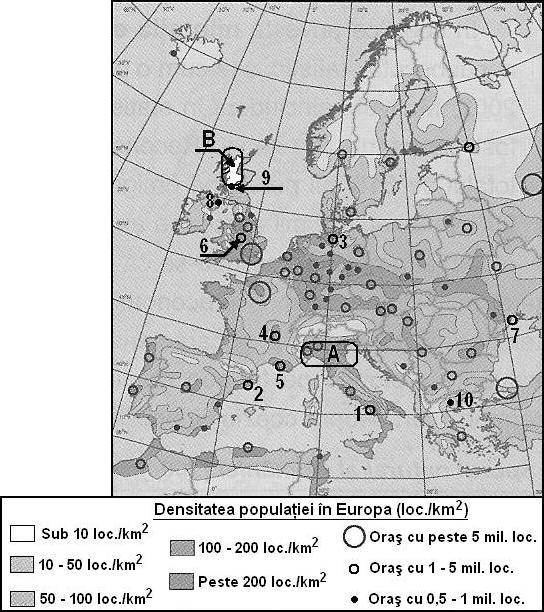 B
9
8
6
3
7
4
A
5
2
1
10
Densitatea populaţiei în Europa (loc./km²)
Sub 10 loc./km²
10 - 50 loc./km²
50 - 100 loc./km²
100 - 200 loc./km²
Peste 200 loc./km²
Oraş cu peste 5 mil. loc.
Oraş cu 1 - 5 mil. loc.
Oraş cu 0,5 - 1 mil. loc.